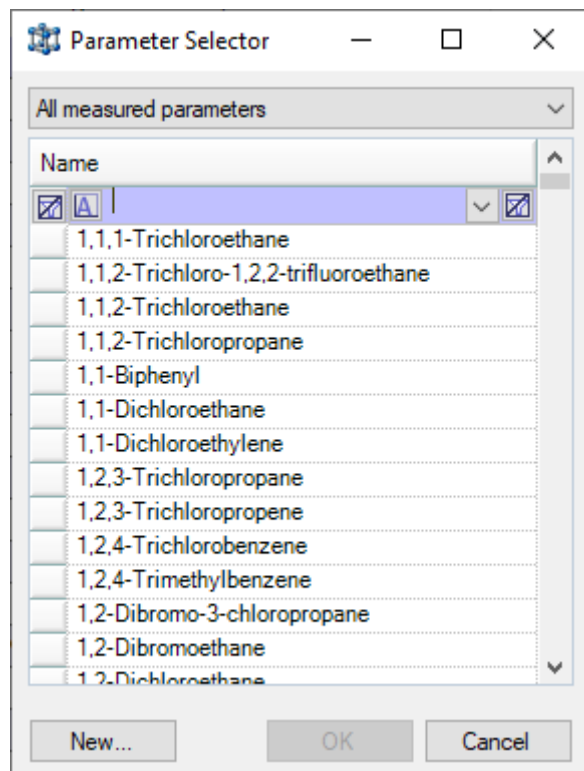 Parameter Selector
All measured parameters
Name
A
1,1,1-Trichloroethane
1,1,2-Trichloro-1,2,2-trifluoroethane
1,1,2-Trichloroethane
1,1,2-Trichloropropane
1,1-Biphenyl
1,1-Dichloroethane
1,1-Dichloroethylene
1,2,3-Trichloropropane
1,2,3-Trichloropropene
1,2,4-Trichlorobenzene
1,2,4-Trimethylbenzene
1,2-Dibromo-3-chloropropane
1,2-Dibromoethane
1,2-Dichloroethane
New... OK Cancel